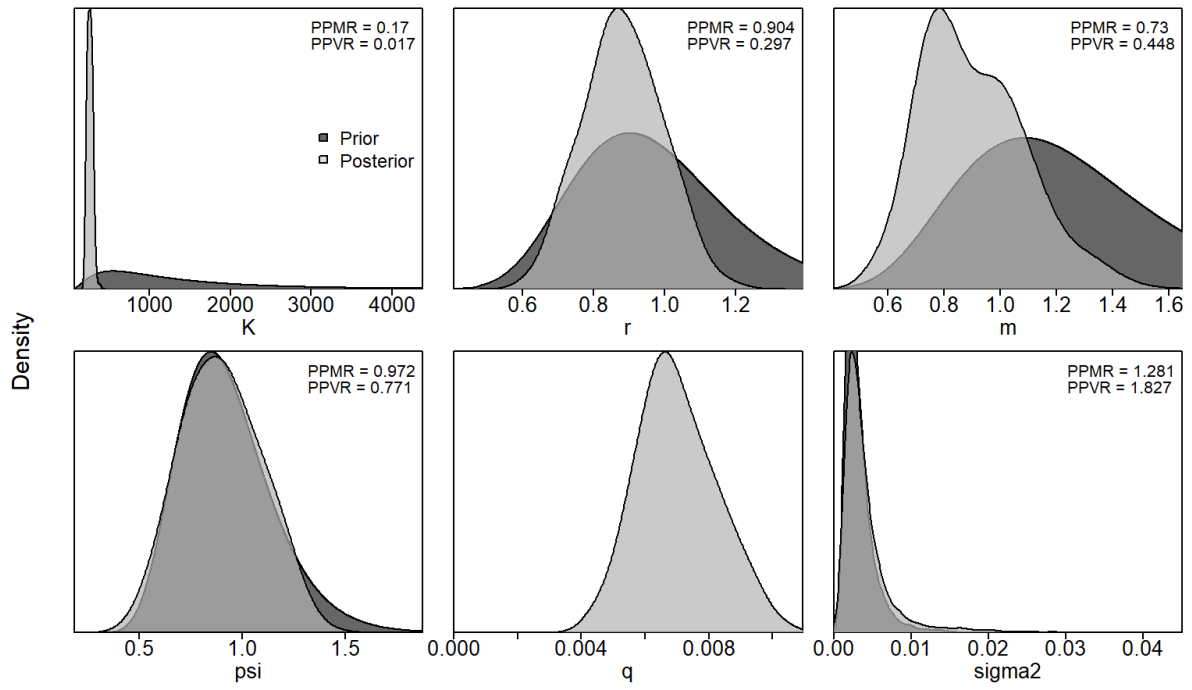 PPMR = 0.17
PPVR = 0.017
Prior
Posterior
1000 2000 3000 4000
K
PPMR = 0.904
PPVR = 0.297
0.6 0.8 1.0 1.2
r
PPMR = 0.73
PPVR = 0.448
0.6 0.8 1.0 1.2 1.4 1.6
m
Density
PPMR = 0.972
PPVR = 0.771
0.5 1.0 1.5
psi
0.000 0.004 0.008
q
PPMR = 1.281
PPVR = 1.827
0.00 0.01 0.02 0.03 0.04
sigma2